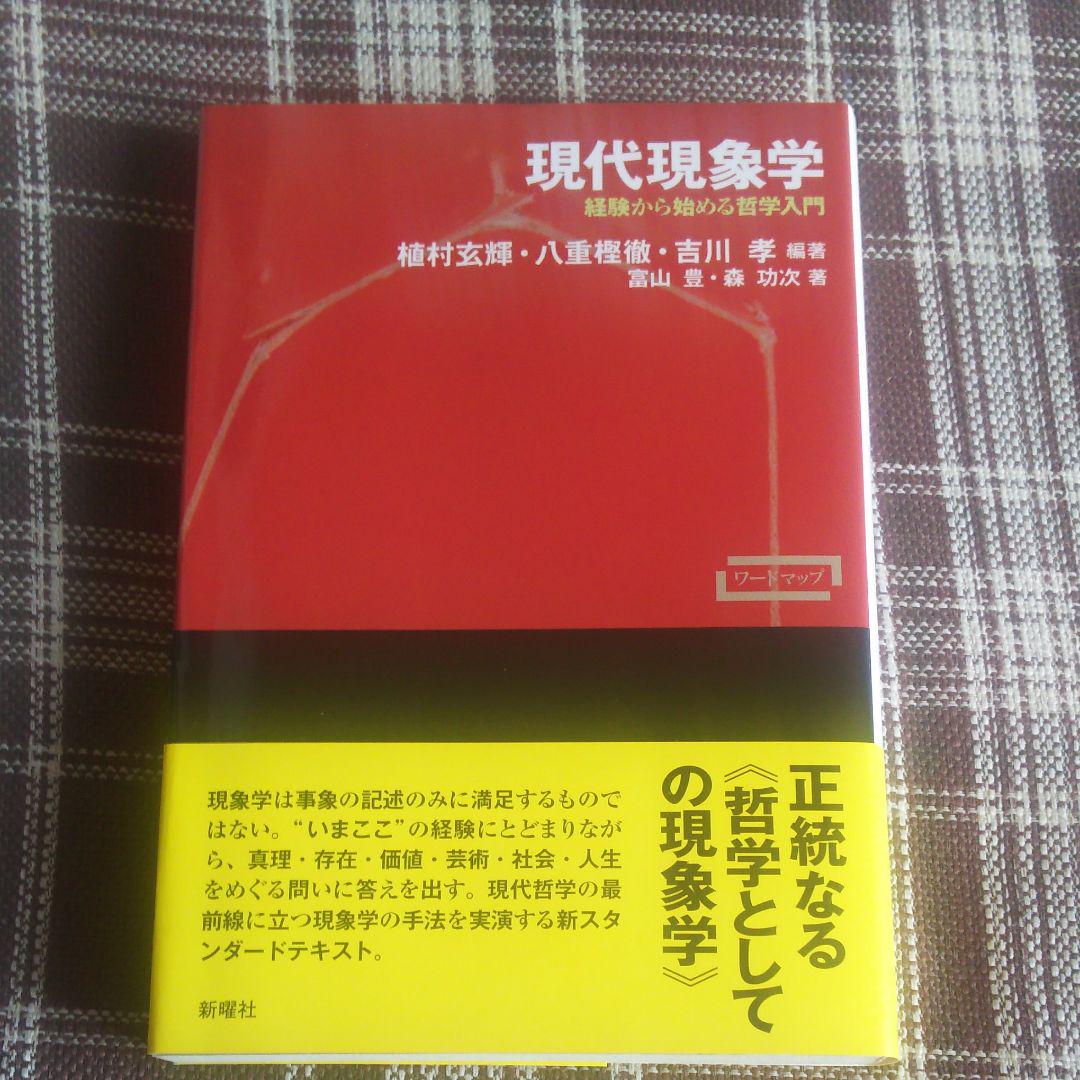 現代現象学
経験から始める哲学入門
植村玄輝・八重樫徹・吉川 孝 編著
富山 豊・森 功次 著
ワードマップ
正統なる
《哲学として
の現象学》
現象学は事象の記述のみに満足するもので
はない。“いまここ”の経験にとどまりなが
ら、真理・存在・価値・芸術・社会・人生
をめぐる問いに答えを出す。現代哲学の最
前線に立つ現象学の手法を実演する新スタ
ンダードテキスト。
新曜社